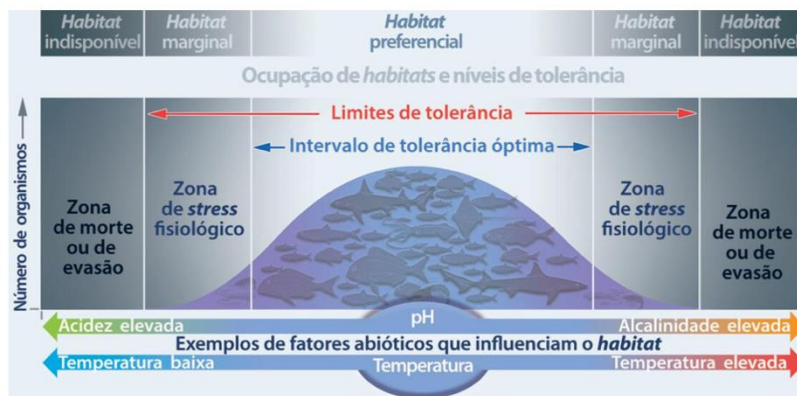 Habitat indisponível
Habitat marginal
Habitat preferencial
Habitat marginal
Habitat indisponível
Ocupação de habitats e níveis de tolerância
Número de organismos
Limites de tolerância
Intervalo de tolerância óptima
Zona
de morte
ou de
evasão
Zona
de stress
fisiológico
Zona
de stress
fisiológico
Zona
de morte
ou de
evasão
pH
Acidez elevada
Alcalinidade elevada
Exemplos de fatores abióticos que influenciam o habitat
Temperatura baixa
Temperatura
Temperatura elevada